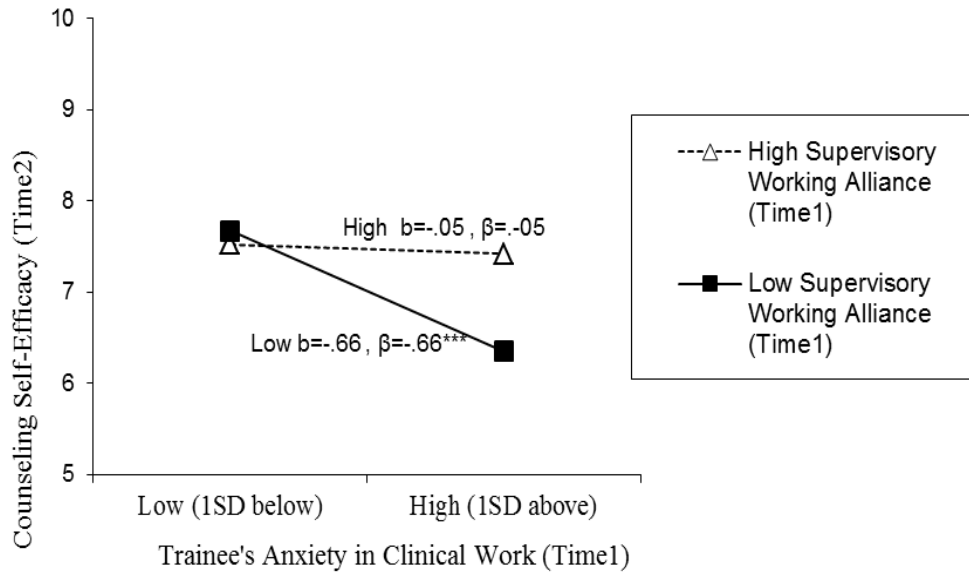 10
9
8
7
6
5
Counseling Self-Efficacy (Time2)
High b=-.05 , β=.-05
Low b=-.66 , β=-.66***
Low (1SD below)
High (1SD above)
Trainee's Anxiety in Clinical Work (Time1)
High Supervisory
Working Alliance
(Time1)
Low Supervisory
Working Alliance
(Time1)